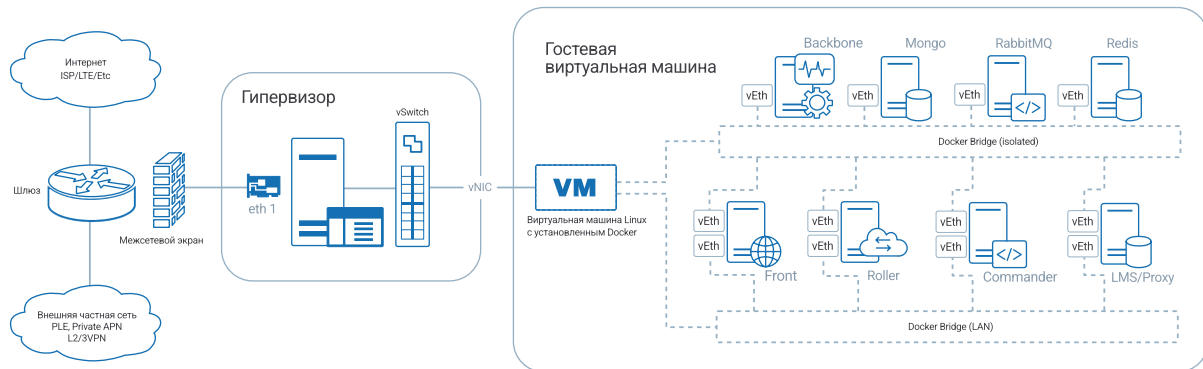 Интернет
ISP/LTE/Etc
Шлюз
Межсетевой экран
Внешняя частная сеть
PLE, Private APN
L2/3VPN
Гипервизор
eth 1
vSwitch
vNIC
VM
Виртуальная машина Linux
с установленным Docker
Гостевая
виртуальная машина
Backbone
Mongo
RabbitMQ
Redis
vEth
vEth
vEth
vEth
Docker Bridge (isolated)
vEth
vEth
vEth
vEth
vEth
vEth
vEth
vEth
Front
Roller
Commander
LMS/Proxy
Docker Bridge (LAN)